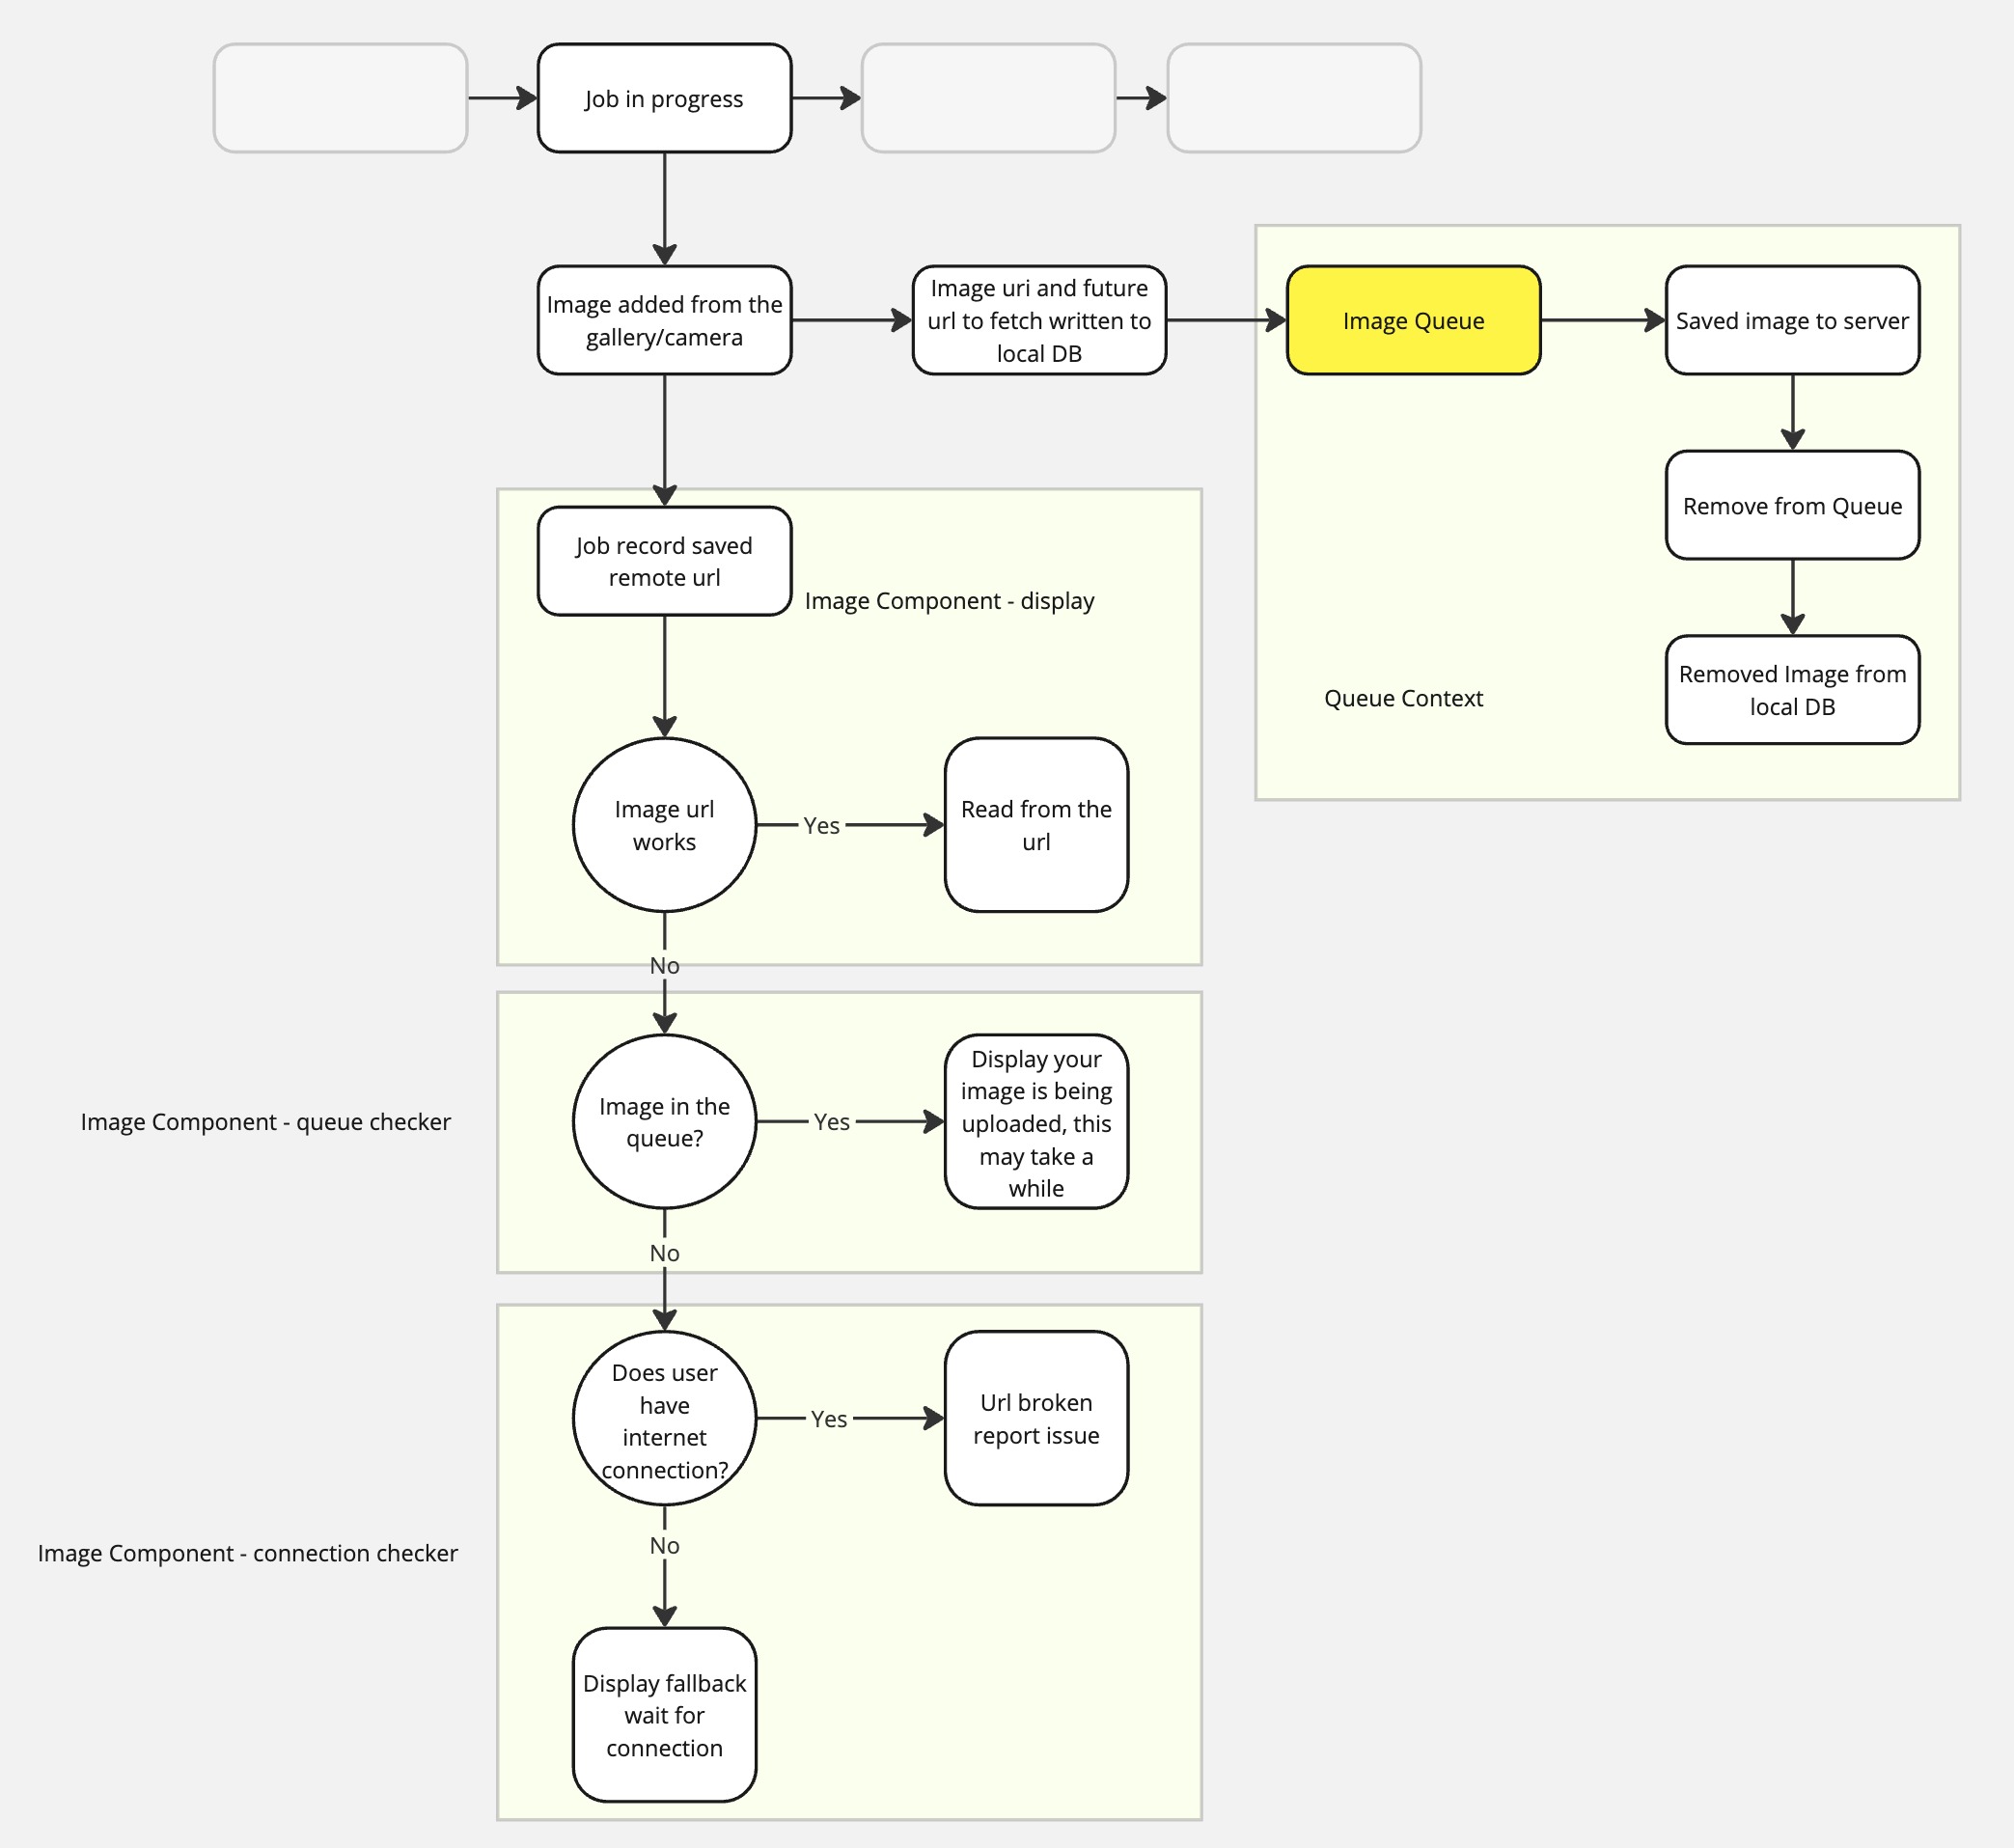 Job in progress
Image added from the
gallery/camera
Image uri and future
url to fetch written to
local DB
Image Queue
Saved image to server
Remove from Queue
Removed Image from
local DB
Queue Context
Job record saved
remote url
Image Component - display
Image url
works
Yes
Read from the
url
No
Image Component - queue checker
Image in the
queue?
Yes
Display your
image is being
uploaded, this
may take a
while
No
Does user
have
internet
connection?
Yes
Url broken
report issue
No
Image Component - connection checker
Display fallback
wait for
connection